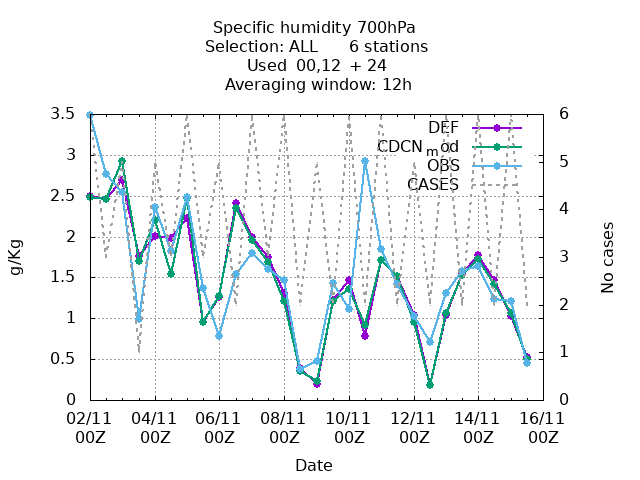 Specific humidity 700hPa
Selection: ALL 6 stations
Used 00,12 + 24
Averaging window: 12h
DEF
CDCN_mod
OBS
CASES
3.5
3
2.5
2
1.5
1
0.5
0
6
5
4
3
2
1
0
g/Kg
No cases
02/11 04/11 06/11 08/11 10/11 12/11 14/11 16/11
00Z 00Z 00Z 00Z 00Z 00Z 00Z 00Z
Date